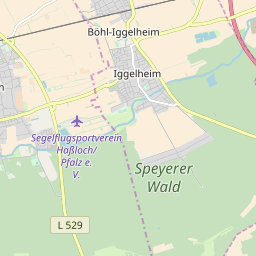 Böhl-Iggelheim
Iggelheim
Segelflugsportverein
Haßloch/
Pfalz e.
V.
Speyerer
Wald
L 529